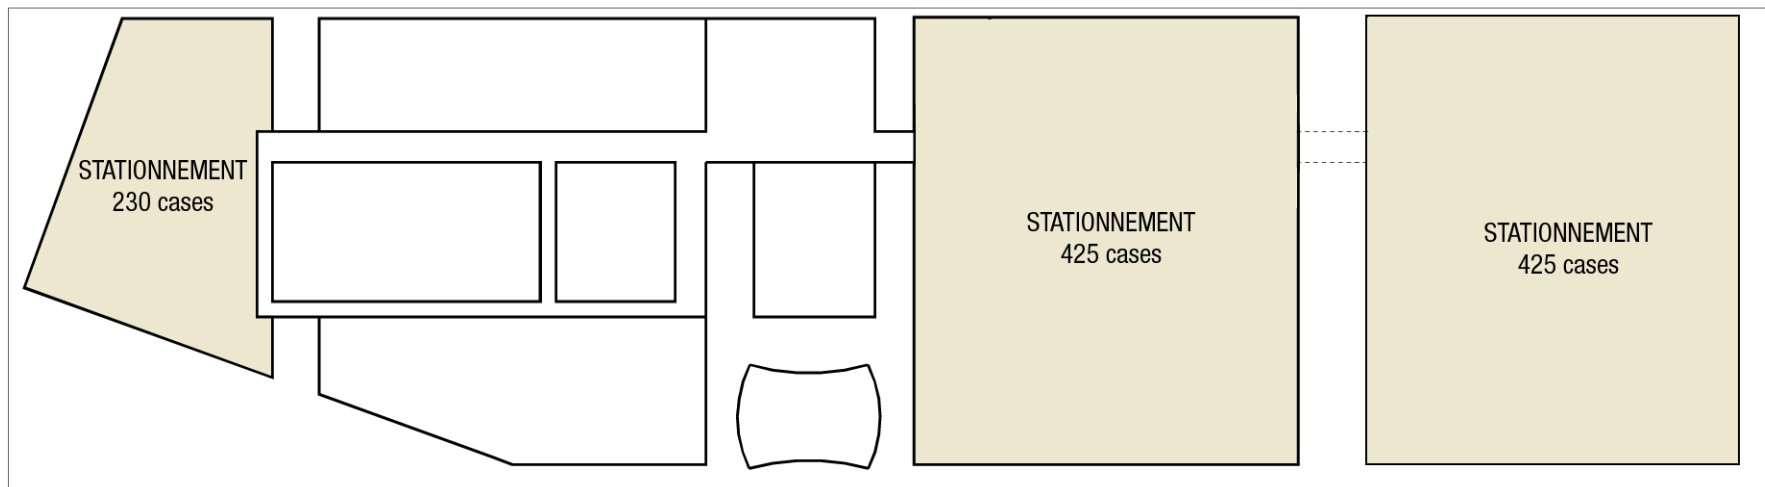 STATIONNEMENT
230 cases
STATIONNEMENT
425 cases
STATIONNEMENT
425 cases